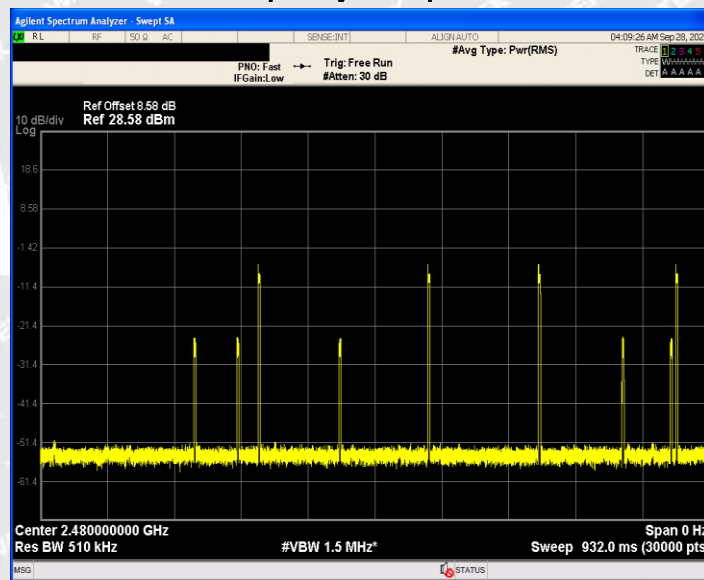 Agilent Spectrum Analyzer - Swept SA
RL RF 50 Ω AC SENSE:INT ALIGN AUTO 04:09:26 AM Sep 28, 202
#Avg Type: Pwr(RMS)
TRACE 1 2 3 4 5
PNO: Fast Trig: Free Run
TYPE
IFGain:Low #Atten: 30 dB
DET A A A A A
Ref Offset 8.58 dB
10 dB/div Ref 28.58 dBm
Log
18.6
8.58
-1.42
-11.4
-21.4
-31.4
-41.4
-51.4
-61.4
Center 2.480000000 GHz Span 0 Hz
Res BW 510 kHz #VBW 1.5 MHz* Sweep 932.0 ms (30000 pts
MSG STATUS